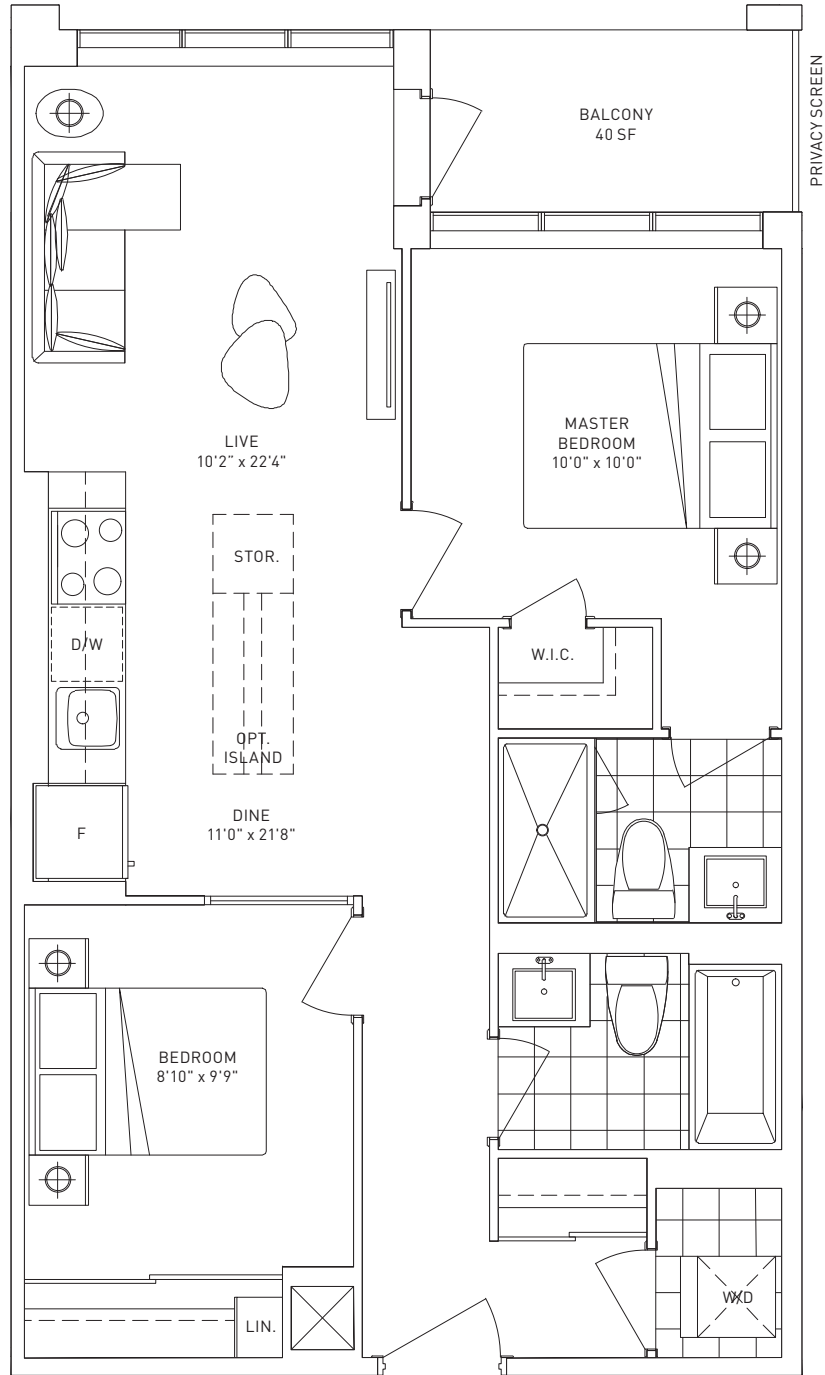 PRIVACY SCREEN
BALCONY
40 SF
LIVE
10'2" x 22'4"
MASTER
BEDROOM
10'0" x 10'0"
STOR.
D/W
W.I.C.
OPT.
ISLAND
DINE
11'0" x 21'8"
F
BEDROOM
8'10" x 9'9"
W/D
LIN.